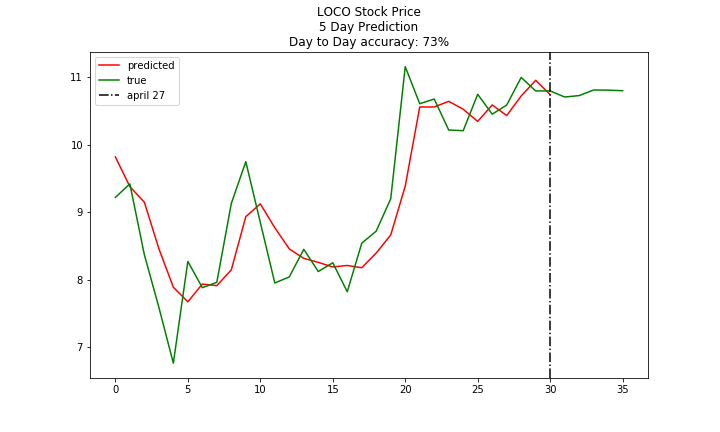 LOCO Stock Price
5 Day Prediction
Day to Day accuracy: 73%
predicted
true
april 27
11
10
9
8
7
0 5 10 15 20 25 30 35